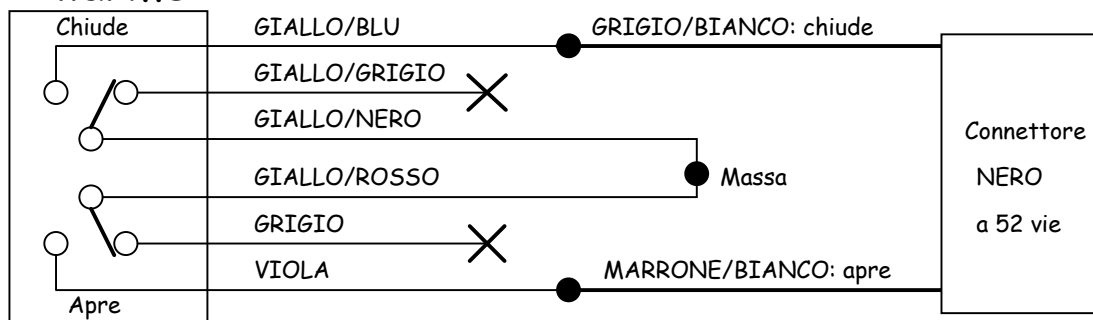 Chiude
GIALLO/BLU
GRIGIO/BIANCO: chiude
GIALLO/GRIGIO
GIALLO/NERO
Connettore
GIALLO/ROSSO
Massa
NERO
GRIGIO
a 52 vie
VIOLA
MARRONE/BIANCO: apre
Apre